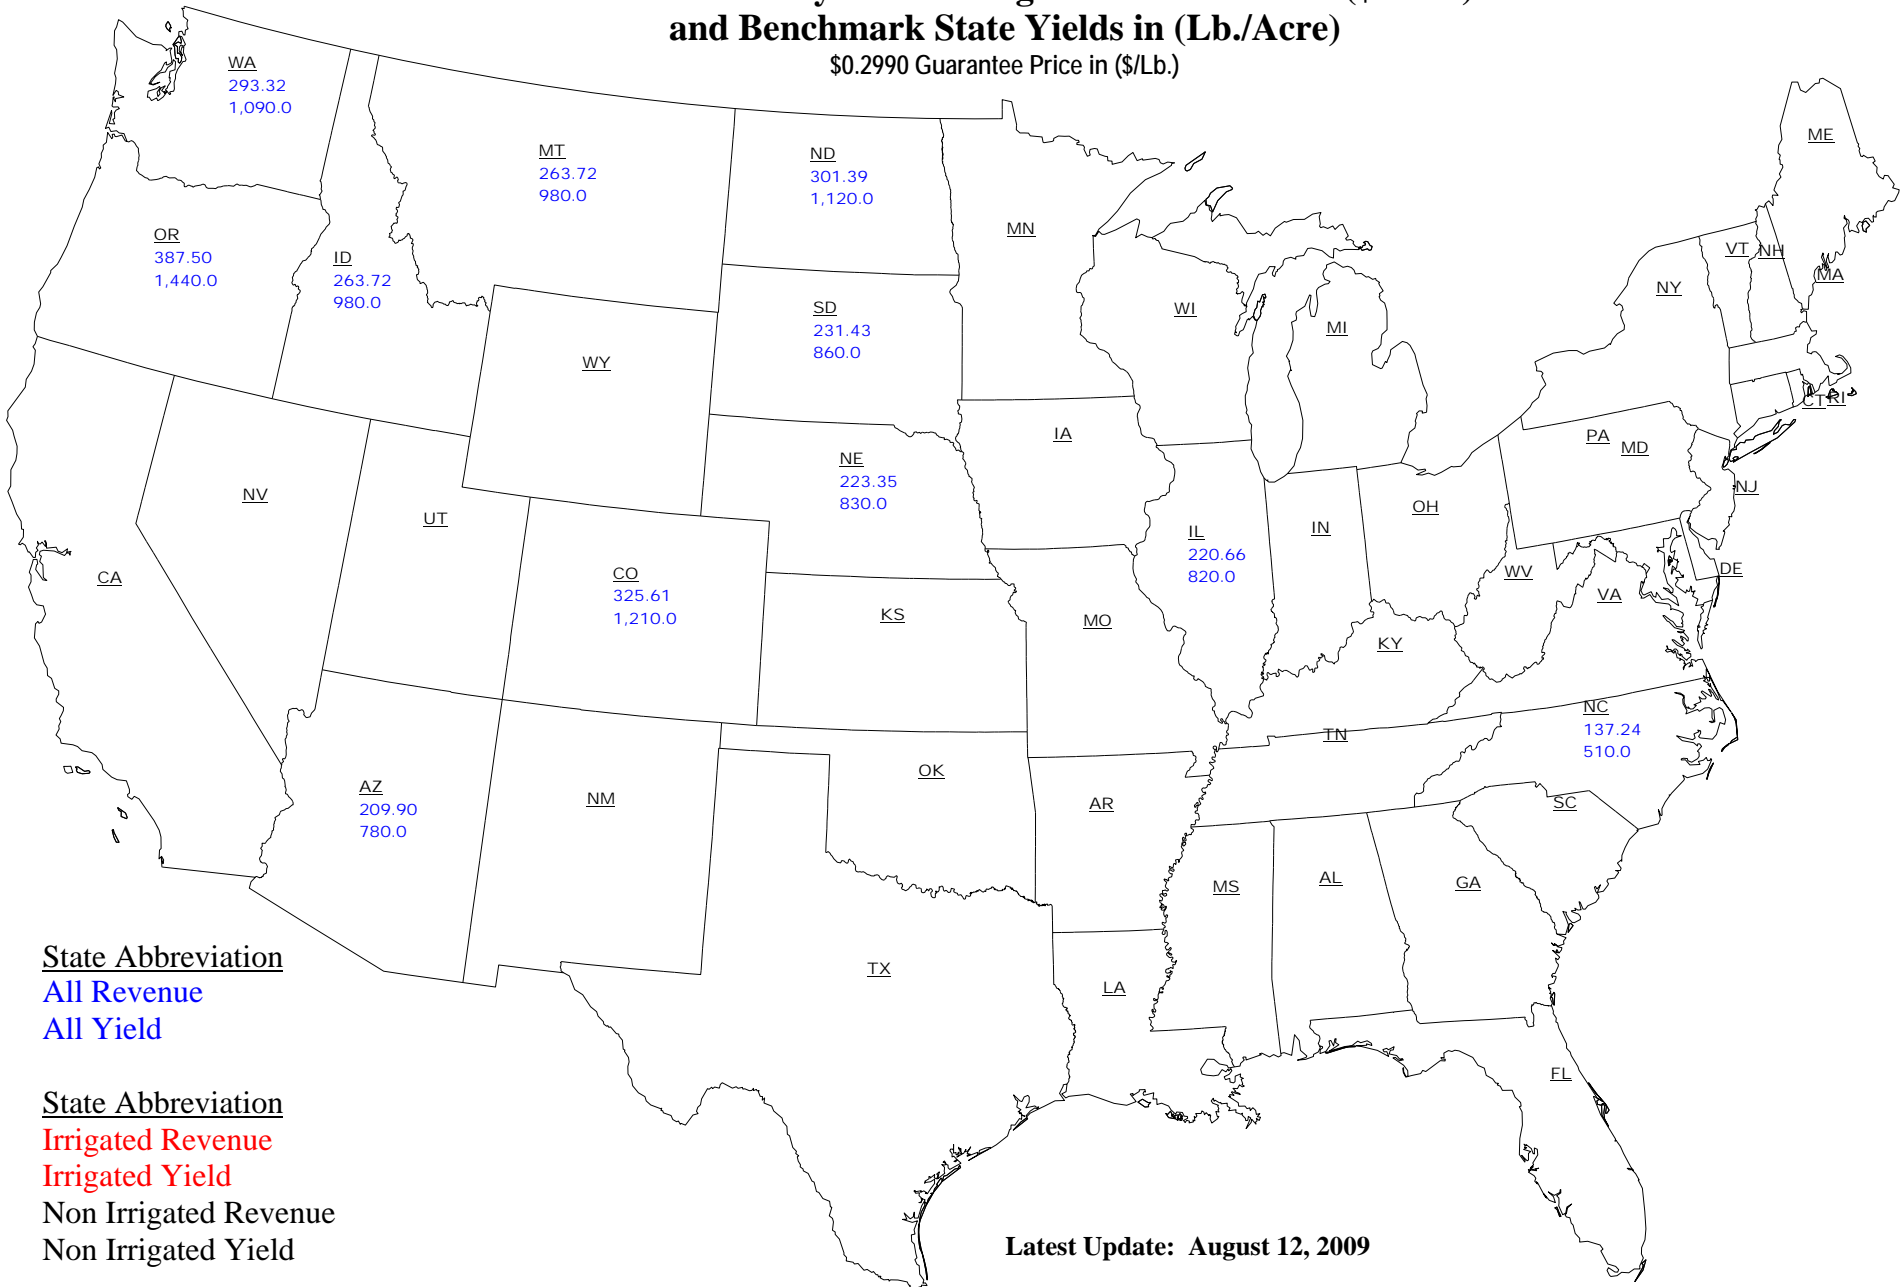 and Benchmark State Yields in (Lb./Acre)
$0.2990 Guarantee Price in ($/Lb.)
WA
293.32
1,090.0
MT
263.72
980.0
ND
301.39
1,120.0
MN
ME
OR
387.50
1,440.0
ID
263.72
980.0
SD
231.43
860.0
WI
MI
NY
VT
NH
MA
WY
CT
RI
NE
223.35
830.0
IA
PA
MD
NJ
NV
UT
IL
220.66
820.0
IN
OH
CA
CO
325.61
1,210.0
KS
MO
WV
DE
VA
KY
NC
137.24
510.0
TN
AZ
209.90
780.0
NM
OK
AR
SC
MS
AL
GA
TX
LA
FL
State Abbreviation
All Revenue
All Yield
State Abbreviation
Irrigated Revenue
Irrigated Yield
Non Irrigated Revenue
Non Irrigated Yield
Latest Update: August 12, 2009